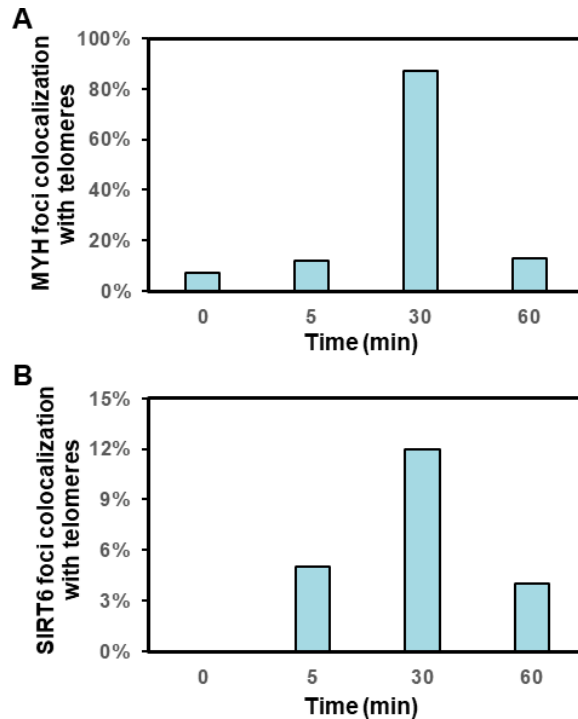 A
MYH foci colocalization
with telomeres
100%
80%
60%
40%
20%
0%
0 5 30 60
Time (min)
B
SIRT6 foci colocalization
with telomeres
15%
12%
9%
6%
3%
0%
0 5 30 60
Time (min)